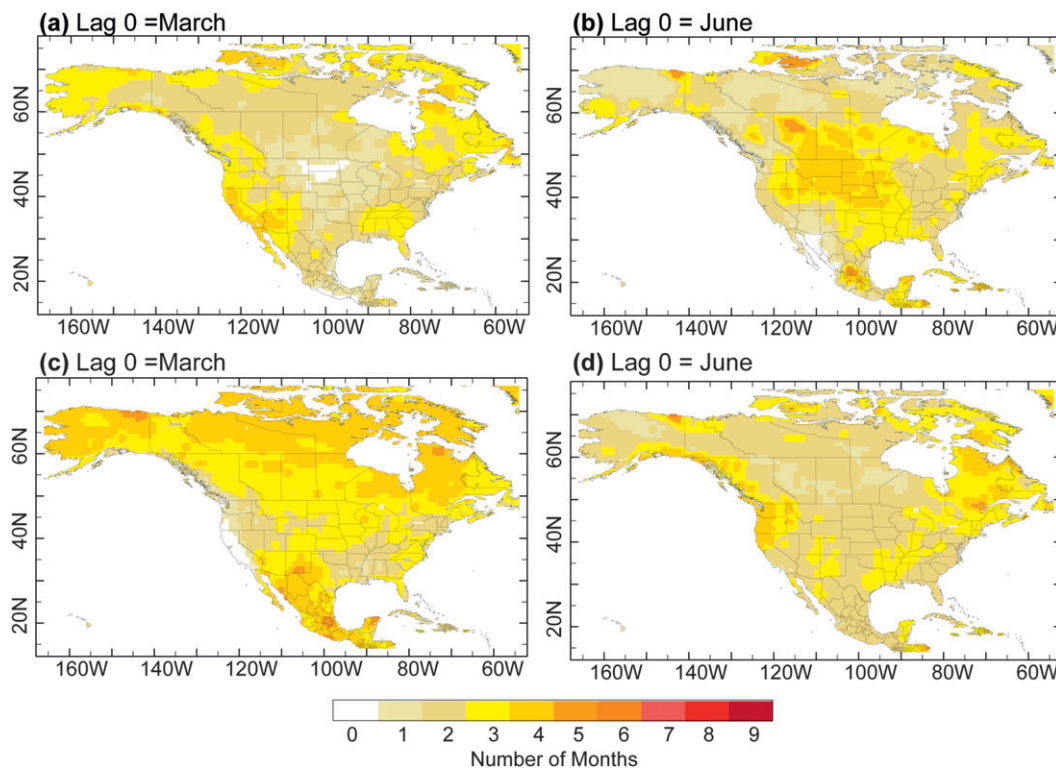 (a) Lag 0 =March
(b) Lag 0 = June
60N
40N
20N
160W 140W 120W 100W 80W 60W
60N
40N
20N
160W 140W 120W 100W 80W 60W
(c) Lag 0 =March
(d) Lag 0 = June
60N
40N
20N
160W 140W 120W 100W 80W 60W
60N
40N
20N
160W 140W 120W 100W 80W 60W
0 1 2 3 4 5 6 7 8 9
Number of Months